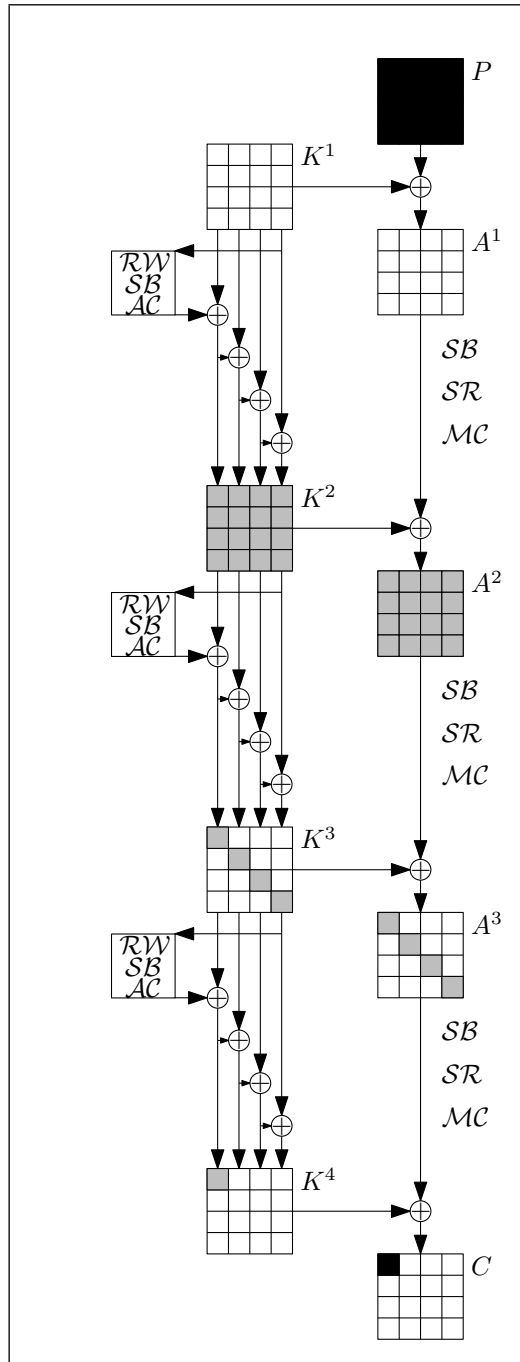 P
K¹
A¹
RW
SB
AC
SB
SR
MC
K²
A²
RW
SB
AC
SB
SR
MC
K³
A³
RW
SB
AC
SB
SR
MC
K⁴
C